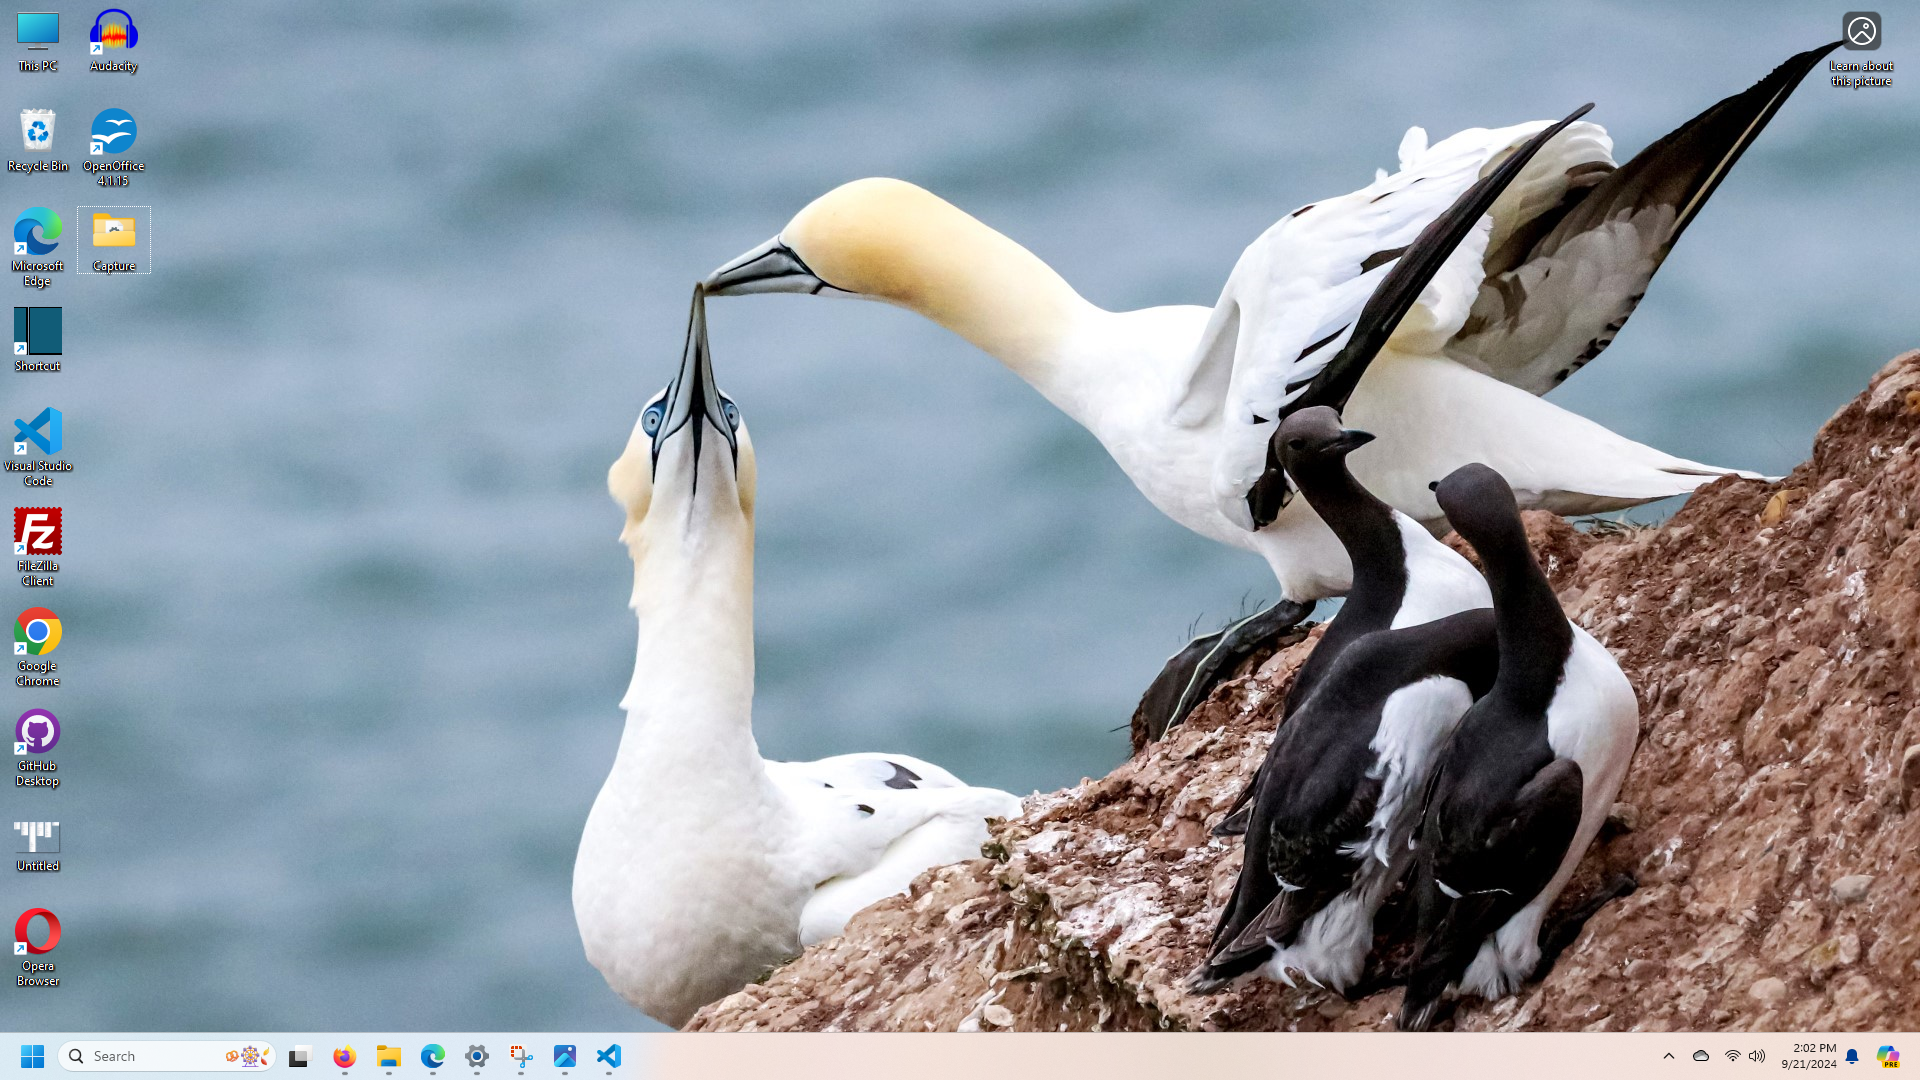 This PC
Audacity
Learn about
this picture
Recycle Bin
OpenOffice
4.1.15
Microsoft
Edge
Capture
Shortcut
Visual Studio
Code
FileZilla
Client
Google
Chrome
GitHub
Desktop
Untitled
Opera
Browser
Search
2:02 PM
9/21/2024
PRE